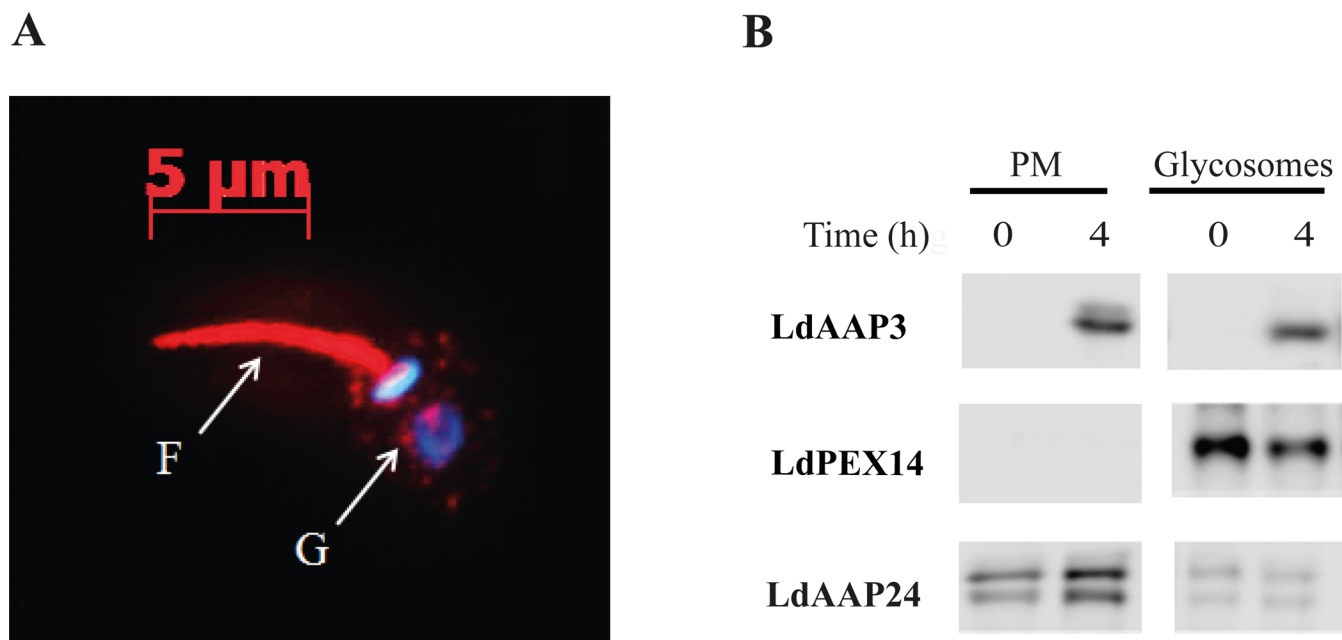 A
5 µm
F
G
B
PM Glycosomes
Time (h) 0 4 0 4
LdAAP3
LdPEX14
LdAAP24